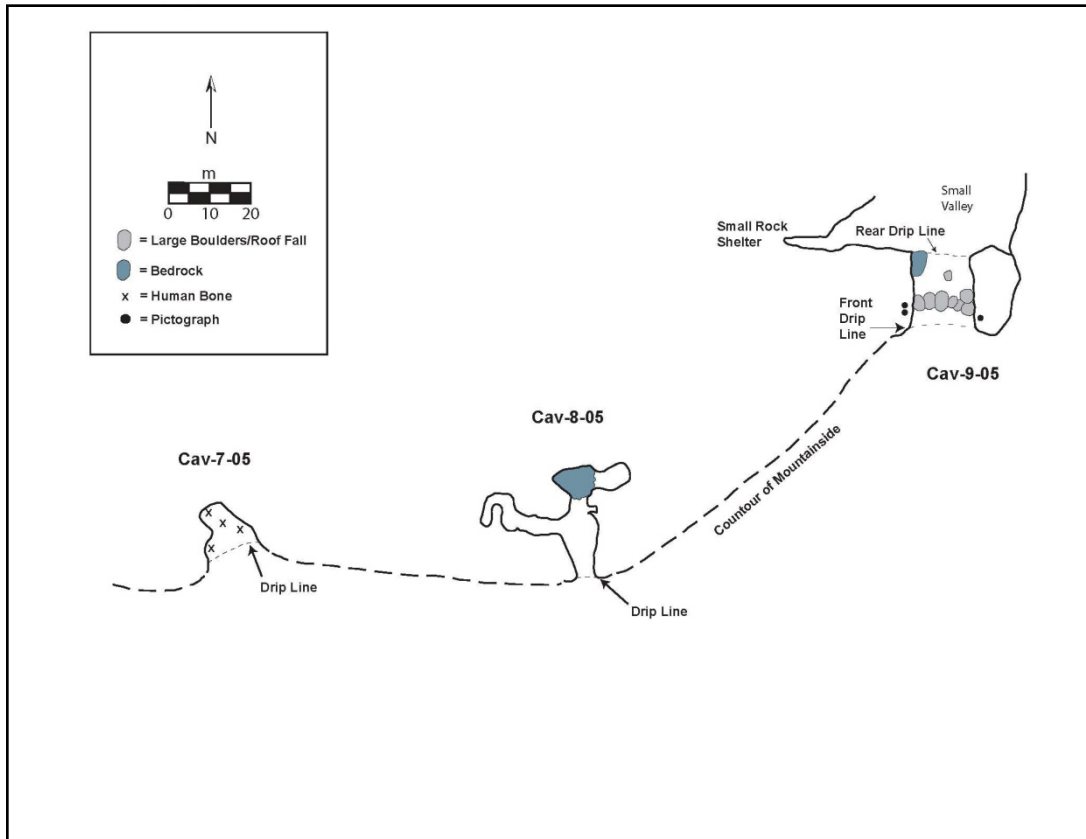 N
m
0 10 20
= Large Boulders/Roof Fall
= Bedrock
x = Human Bone
= Pictograph
Small
Valley
Small Rock
Shelter
Rear Drip Line
Front
Drip
Line
Cav-9-05
Cav-8-05
Cav-7-05
Countour of Mountainside
Drip Line
Drip Line
x
x
x
x